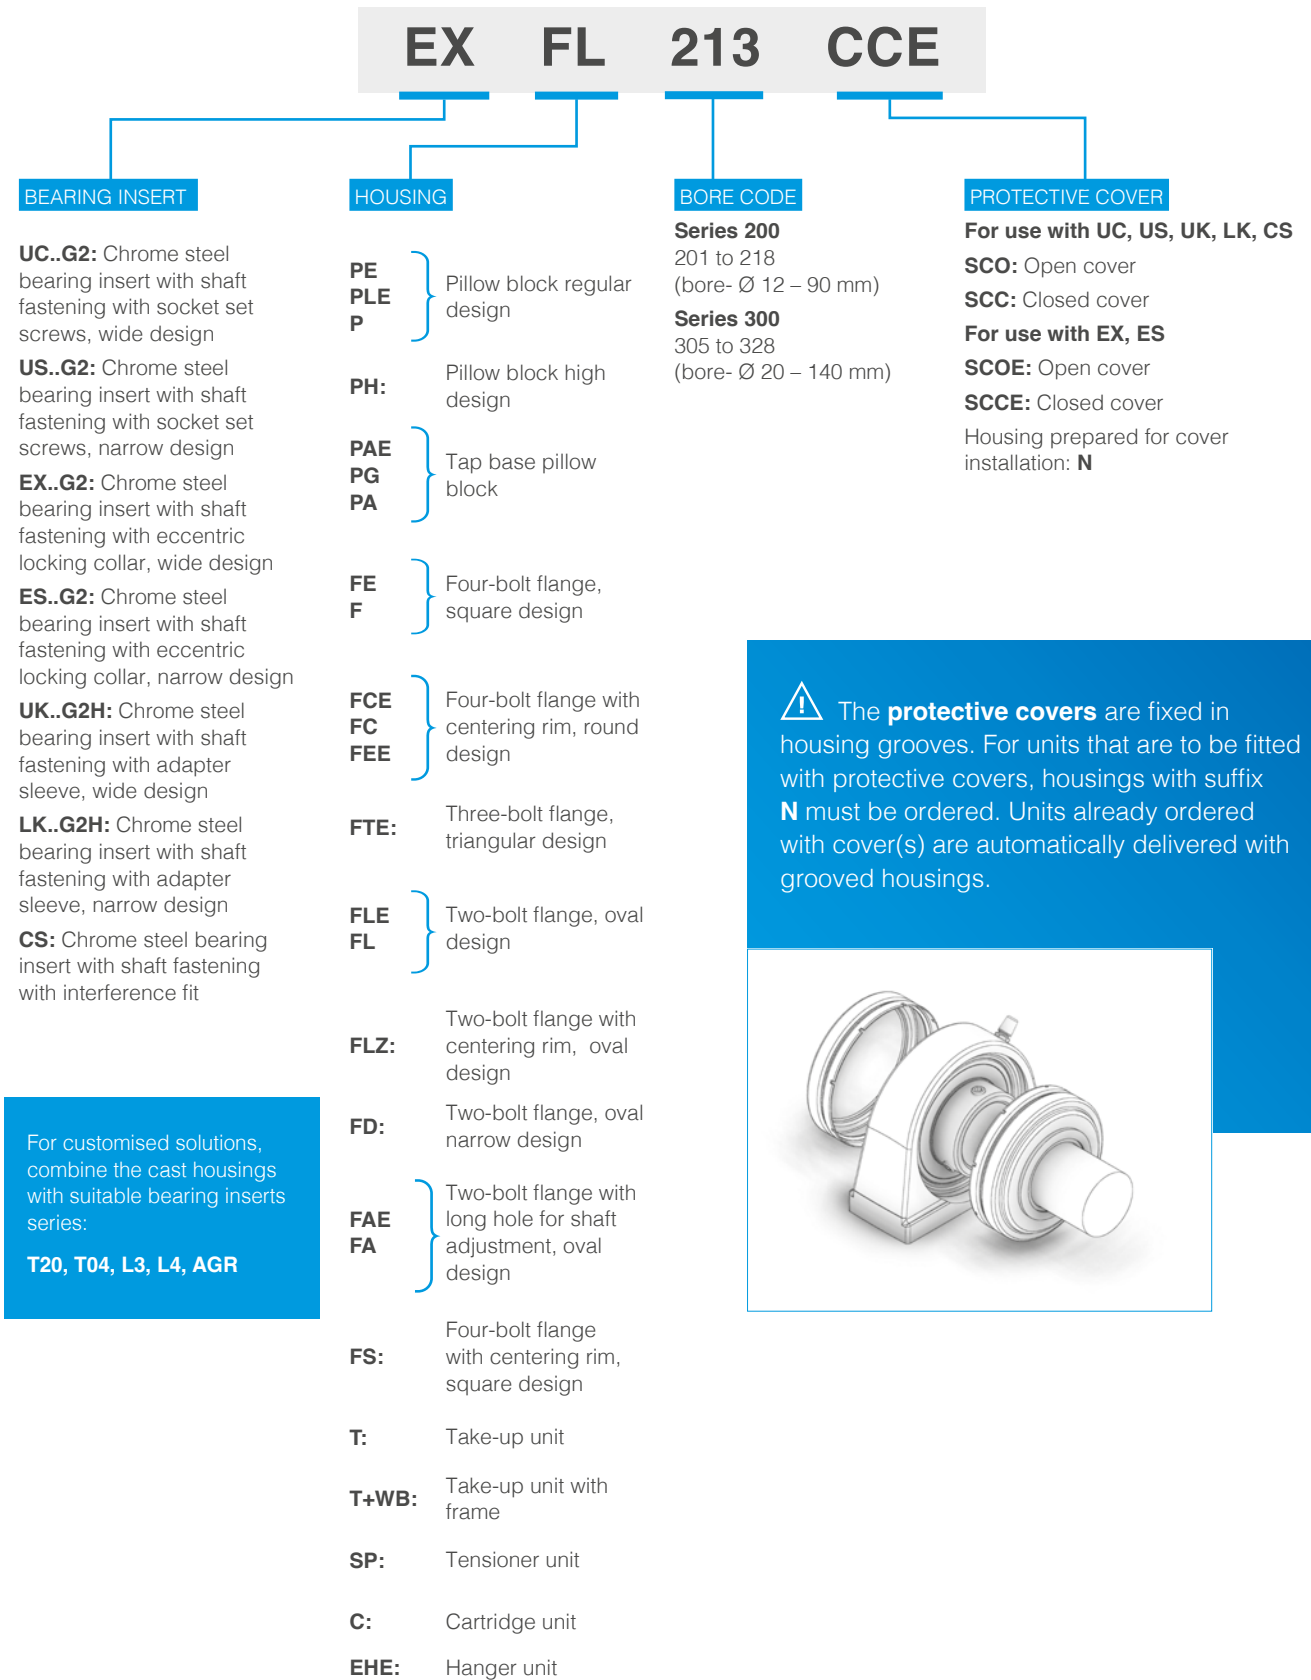 EX FL 213 CCE
BEARING INSERT
UC..G2: Chrome steel
bearing insert with shaft
fastening with socket set
screws, wide design
US..G2: Chrome steel
bearing insert with shaft
fastening with socket set
screws, narrow design
EX..G2: Chrome steel
bearing insert with shaft
fastening with eccentric
locking collar, wide design
ES..G2: Chrome steel
bearing insert with shaft
fastening with eccentric
locking collar, narrow design
UK..G2H: Chrome steel
bearing insert with shaft
fastening with adapter
sleeve, wide design
LK..G2H: Chrome steel
bearing insert with shaft
fastening with adapter
sleeve, narrow design
CS: Chrome steel bearing
insert with shaft fastening
with interference fit
For customised solutions,
combine the cast housings
with suitable bearing inserts
series:
T20, T04, L3, L4, AGR
HOUSING
PE
PLE
P
Pillow block regular
design
PH:
Pillow block high
design
PAE
PG
PA
Tap base pillow
block
FE
F
Four-bolt flange,
square design
FCE
FC
FEE
Four-bolt flange with
centering rim, round
design
FTE:
Three-bolt flange,
triangular design
FLE
FL
Two-bolt flange, oval
design
FLZ:
Two-bolt flange with
centering rim, oval
design
FD:
Two-bolt flange, oval
narrow design
FAE
FA
Two-bolt flange with
long hole for shaft
adjustment, oval
design
FS:
Four-bolt flange
with centering rim,
square design
T: Take-up unit
T+WB:
Take-up unit with
frame
SP: Tensioner unit
C: Cartridge unit
EHE: Hanger unit
BORE CODE
Series 200
201 to 218
(bore- Ø 12 – 90 mm)
Series 300
305 to 328
(bore- Ø 20 – 140 mm)
PROTECTIVE COVER
For use with UC, US, UK, LK, CS
SCO: Open cover
SCC: Closed cover
For use with EX, ES
SCOE: Open cover
SCCE: Closed cover
Housing prepared for cover
installation: N
The protective covers are fixed in
housing grooves. For units that are to be fitted
with protective covers, housings with suffix
N must be ordered. Units already ordered
with cover(s) are automatically delivered with
grooved housings.